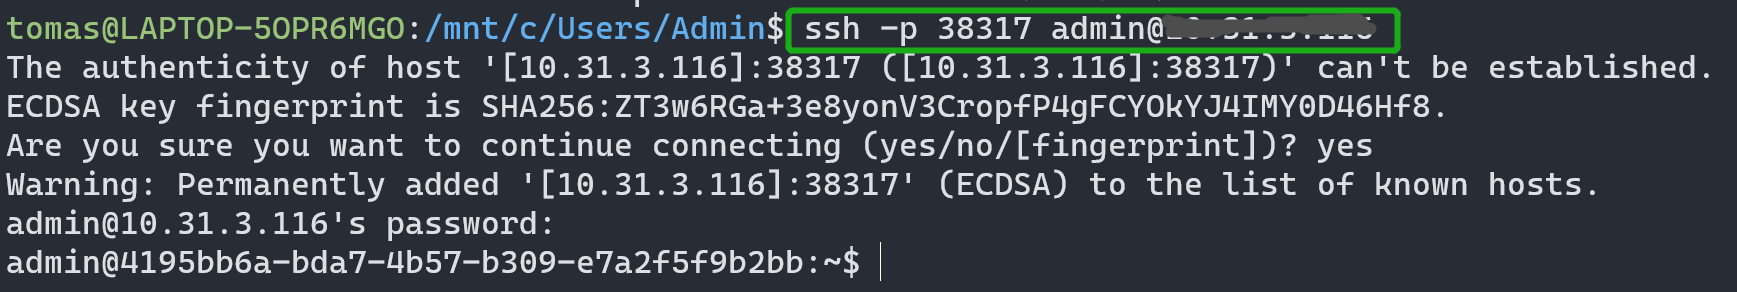 tomas@LAPTOP-5OPR6MGO:/mnt/c/Users/Admin$ ssh -p 38317 admin@
The authenticity of host '[10.31.3.116]:38317 ([10.31.3.116]:38317)' can't be established.
ECDSA key fingerprint is SHA256:ZT3w6RGa+3e8yonV3CropfP4gFCYOkYJ4IMY0D46Hf8.
Are you sure you want to continue connecting (yes/no/[fingerprint])? yes
Warning: Permanently added '[10.31.3.116]:38317' (ECDSA) to the list of known hosts.
admin@10.31.3.116's password:
admin@4195bb6a-bda7-4b57-b309-e7a2f5f9b2bb:~$